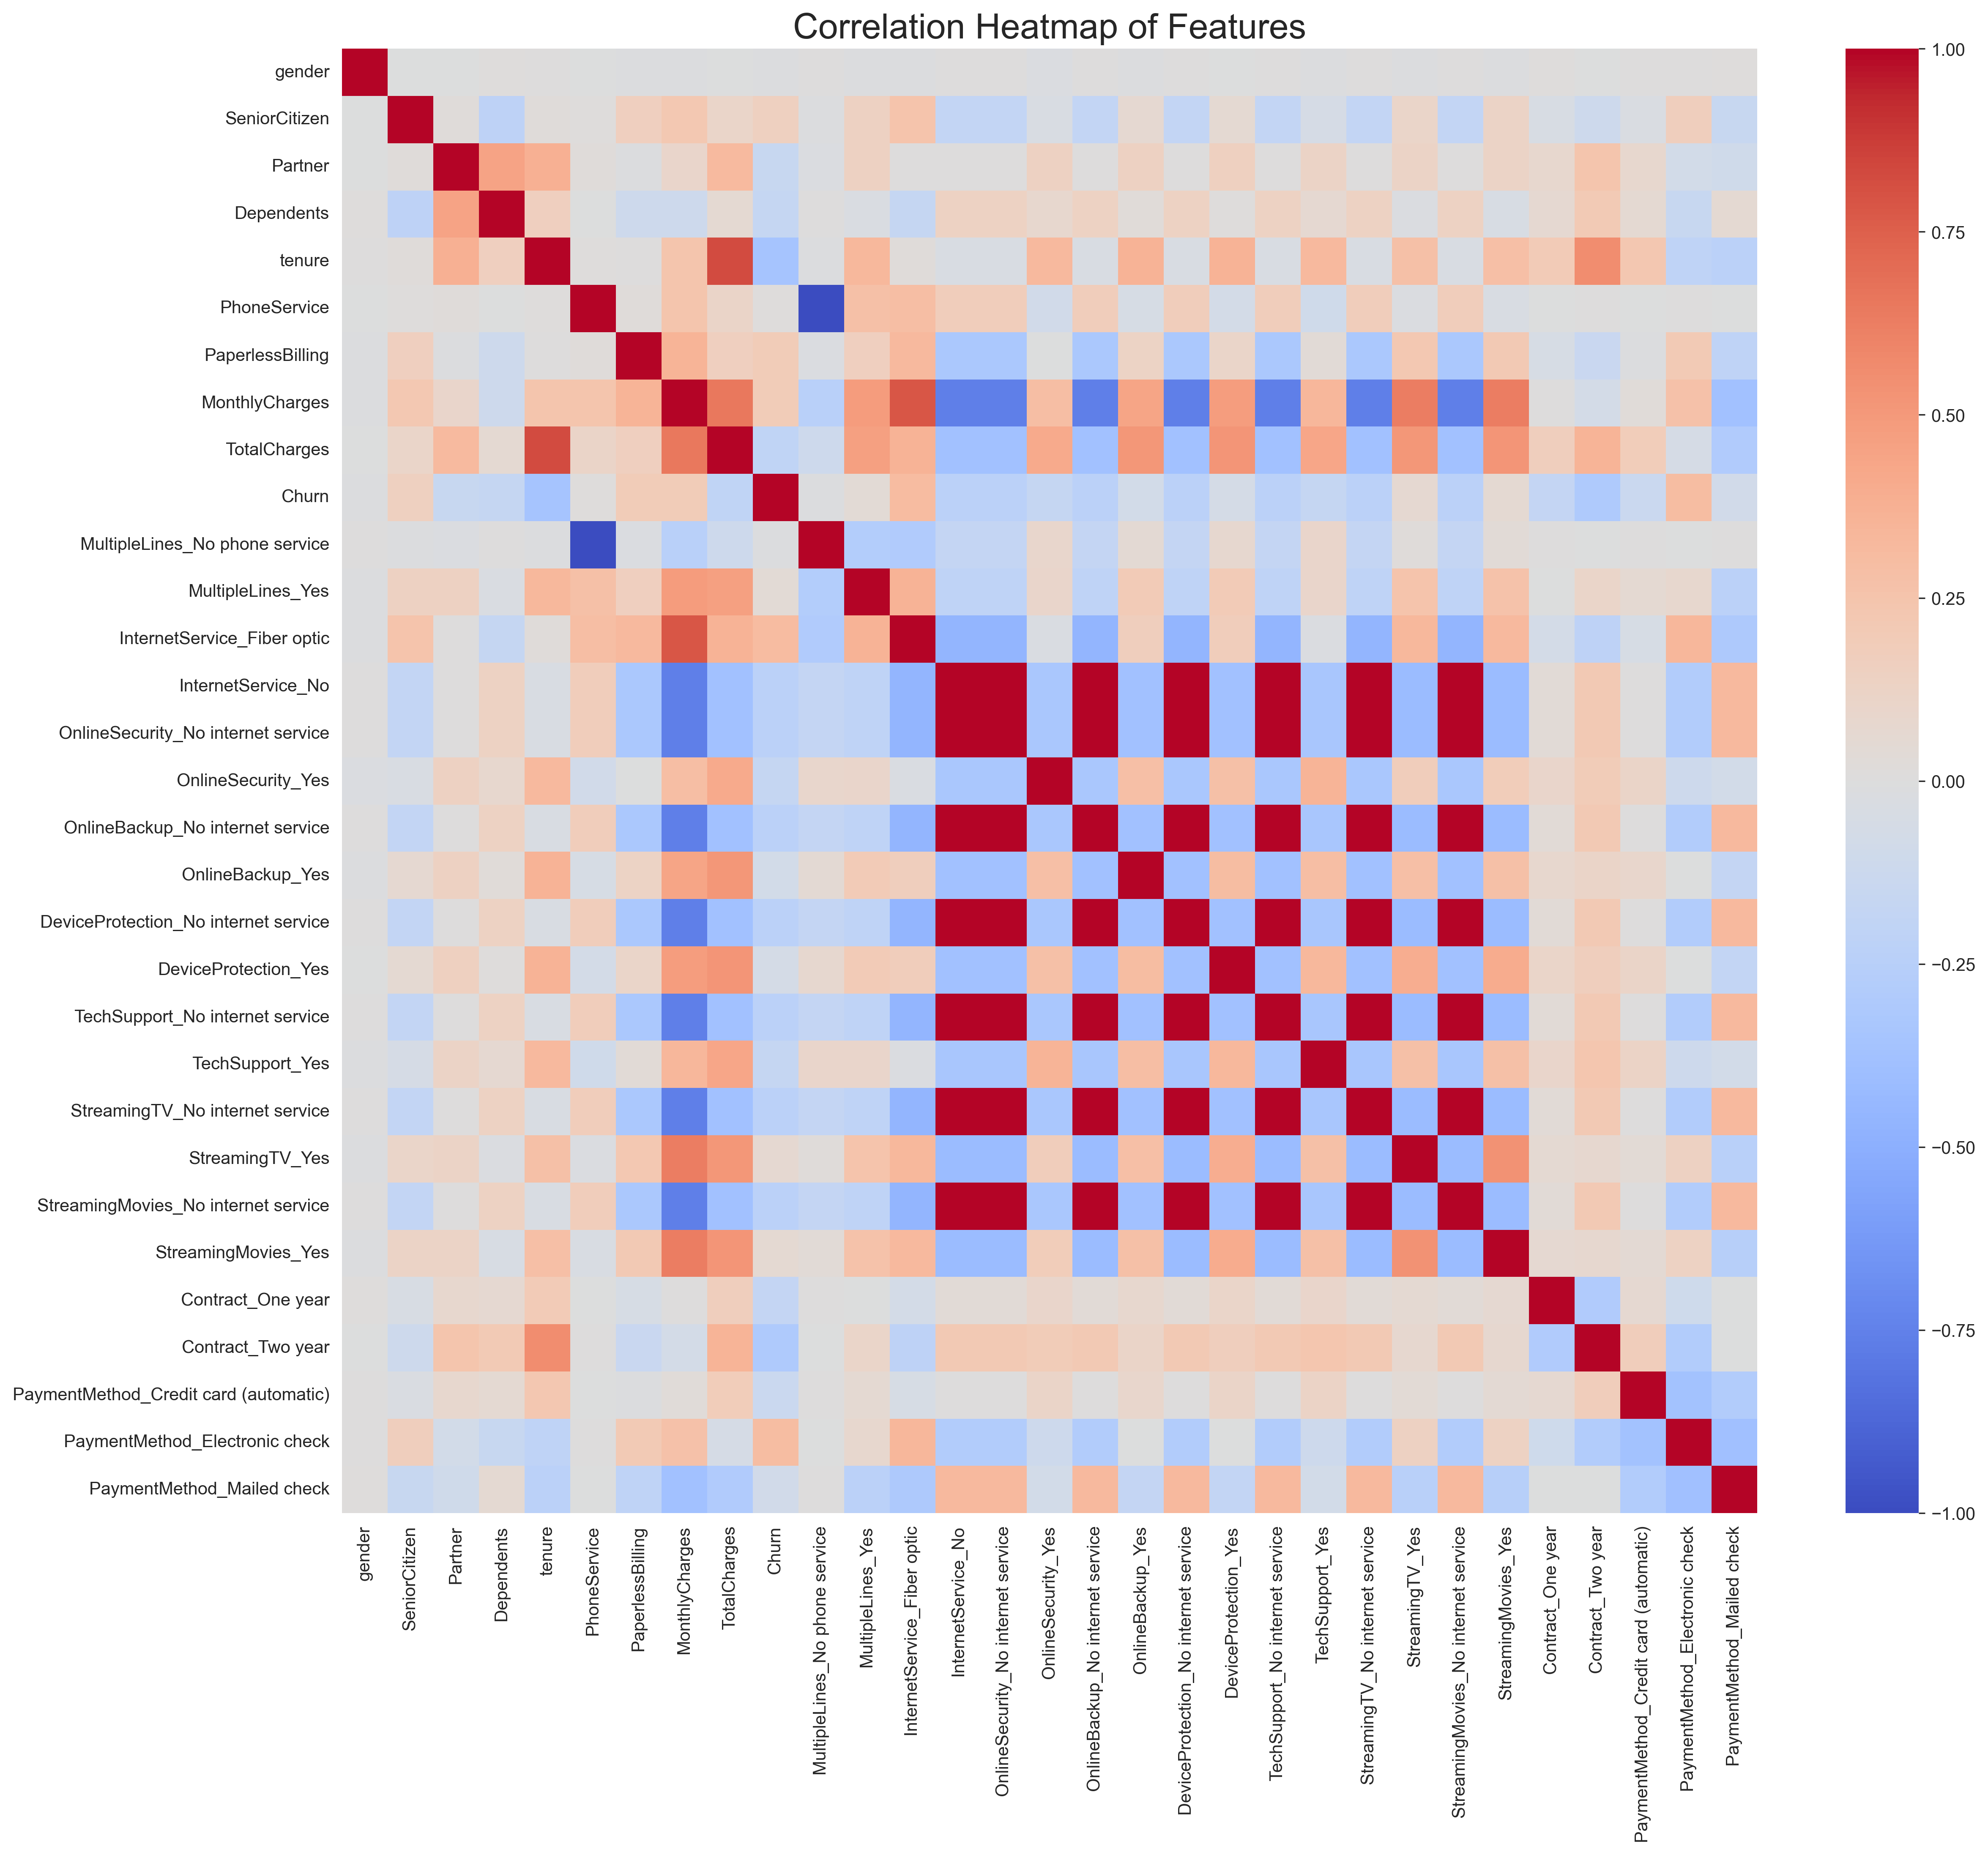 Correlation Heatmap of Features
gender
SeniorCitizen
Partner
Dependents
tenure
PhoneService
PaperlessBilling
MonthlyCharges
TotalCharges
Churn
MultipleLines_No phone service
MultipleLines_Yes
InternetService_Fiber optic
InternetService_No
OnlineSecurity_No internet service
OnlineSecurity_Yes
OnlineBackup_No internet service
OnlineBackup_Yes
DeviceProtection_No internet service
DeviceProtection_Yes
TechSupport_No internet service
TechSupport_Yes
StreamingTV_No internet service
StreamingTV_Yes
StreamingMovies_No internet service
StreamingMovies_Yes
Contract_One year
Contract_Two year
PaymentMethod_Credit card (automatic)
PaymentMethod_Electronic check
PaymentMethod_Mailed check
gender
SeniorCitizen
Partner
Dependents
tenure
PhoneService
PaperlessBilling
MonthlyCharges
TotalCharges
Churn
MultipleLines_No phone service
MultipleLines_Yes
InternetService_Fiber optic
InternetService_No
OnlineSecurity_No internet service
OnlineSecurity_Yes
OnlineBackup_No internet service
OnlineBackup_Yes
DeviceProtection_No internet service
DeviceProtection_Yes
TechSupport_No internet service
TechSupport_Yes
StreamingTV_No internet service
StreamingTV_Yes
StreamingMovies_No internet service
StreamingMovies_Yes
Contract_One year
Contract_Two year
PaymentMethod_Credit card (automatic)
PaymentMethod_Electronic check
PaymentMethod_Mailed check
1.00
0.75
0.50
0.25
0.00
−0.25
−0.50
−0.75
−1.00